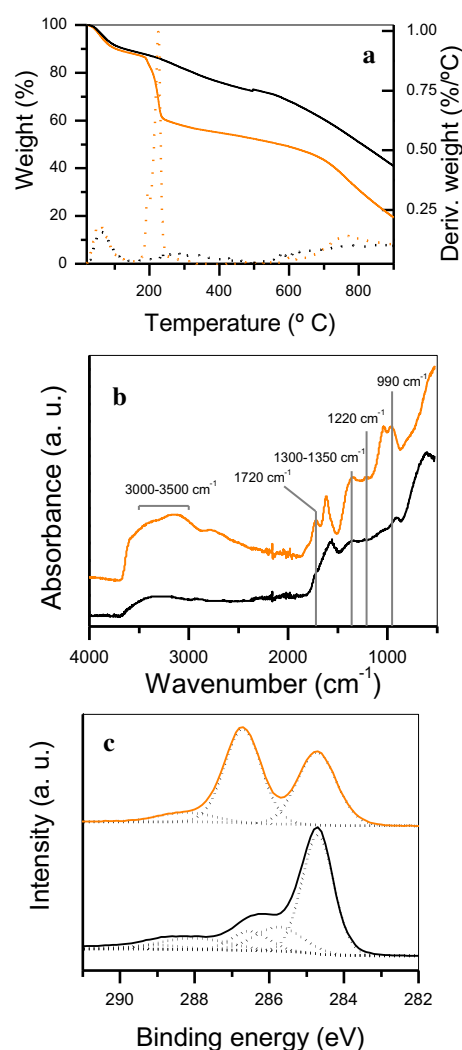 a
Weight (%)
100
80
60
40
20
0
1.00
0.75
0.50
0.25
Deriv. weight (%/ºC)
200 400 600 800
Temperature (º C)
b
Absorbance (a. u.)
990 cm-1
1220 cm-1
1300-1350 cm-1
1720 cm-1
3000-3500 cm-1
4000 3000 2000 1000
Wavenumber (cm-1)
c
Intensity (a. u.)
290 288 286 284 282
Binding energy (eV)